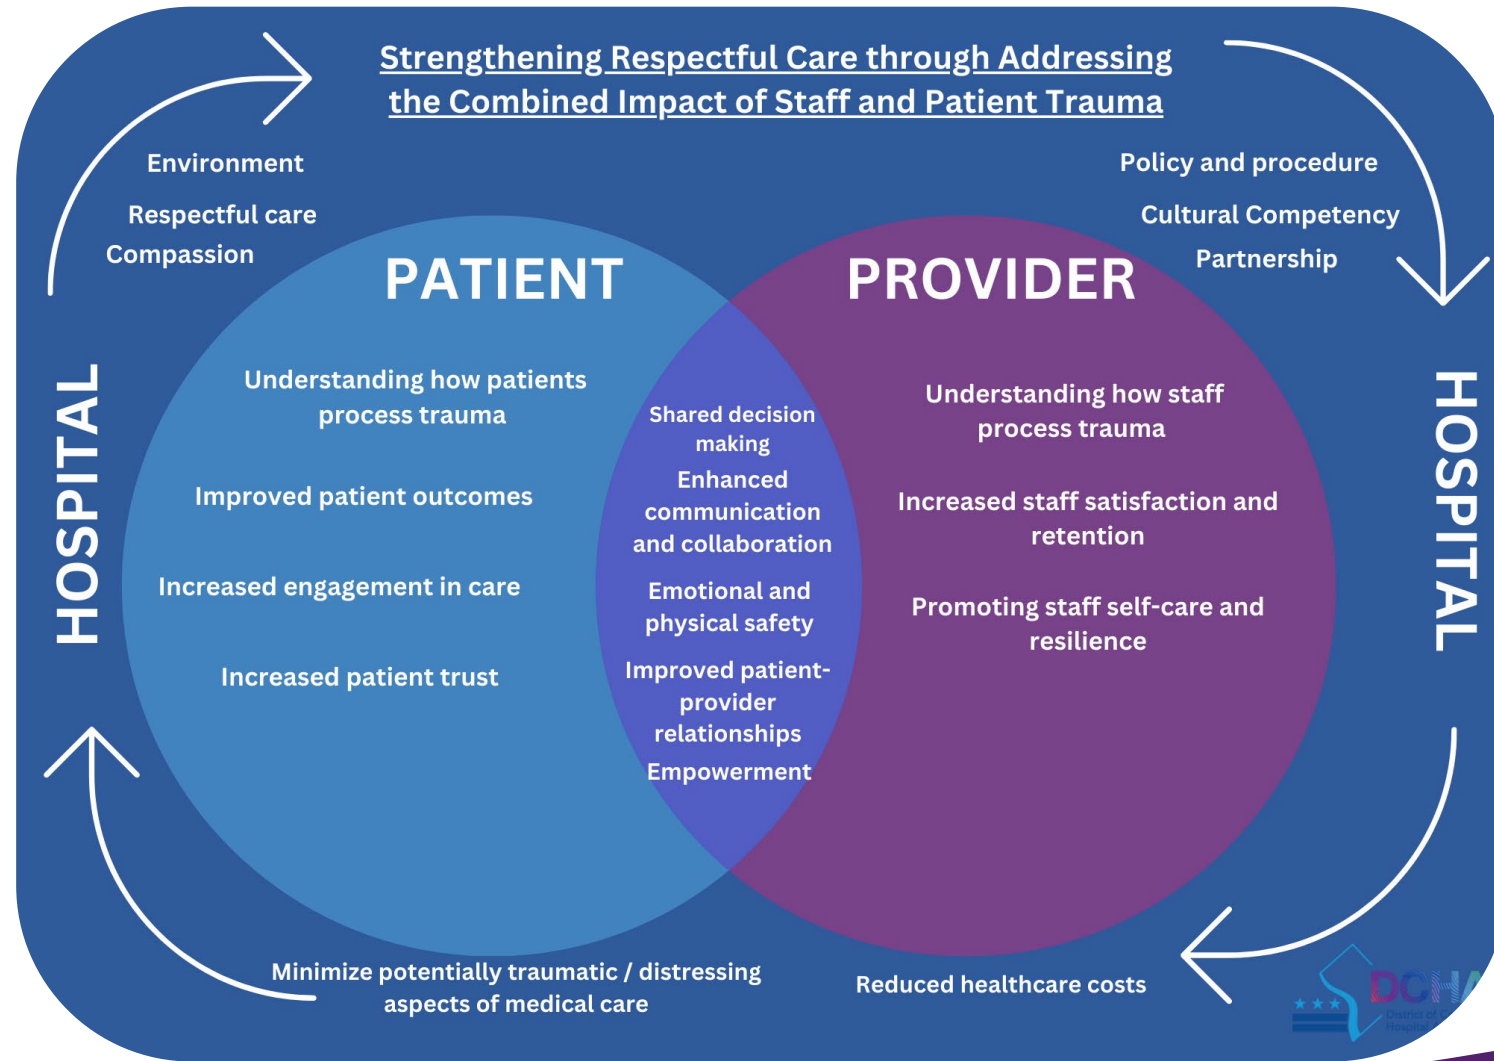 Strengthening Respectful Care through Addressing
the Combined Impact of Staff and Patient Trauma
Environment
Respectful care
Compassion
Policy and procedure
Cultural Competency
Partnership
HOSPITAL
PATIENT
Understanding how patients
process trauma
Improved patient outcomes
Increased engagement in care
Increased patient trust
Shared decision
making
Enhanced
communication
and collaboration
Emotional and
physical safety
Improved patient-
provider
relationships
Empowerment
PROVIDER
Understanding how staff
process trauma
Increased staff satisfaction and
retention
Promoting staff self-care and
resilience
HOSPITAL
Minimize potentially traumatic / distressing
aspects of medical care
Reduced healthcare costs
DCHA
District of